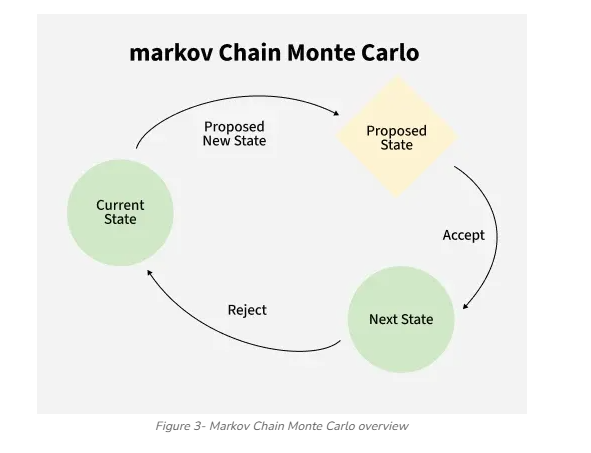 markov Chain Monte Carlo
Proposed
New State
Proposed
State
Current
State
Accept
Reject
Next State
Figure 3- Markov Chain Monte Carlo overview